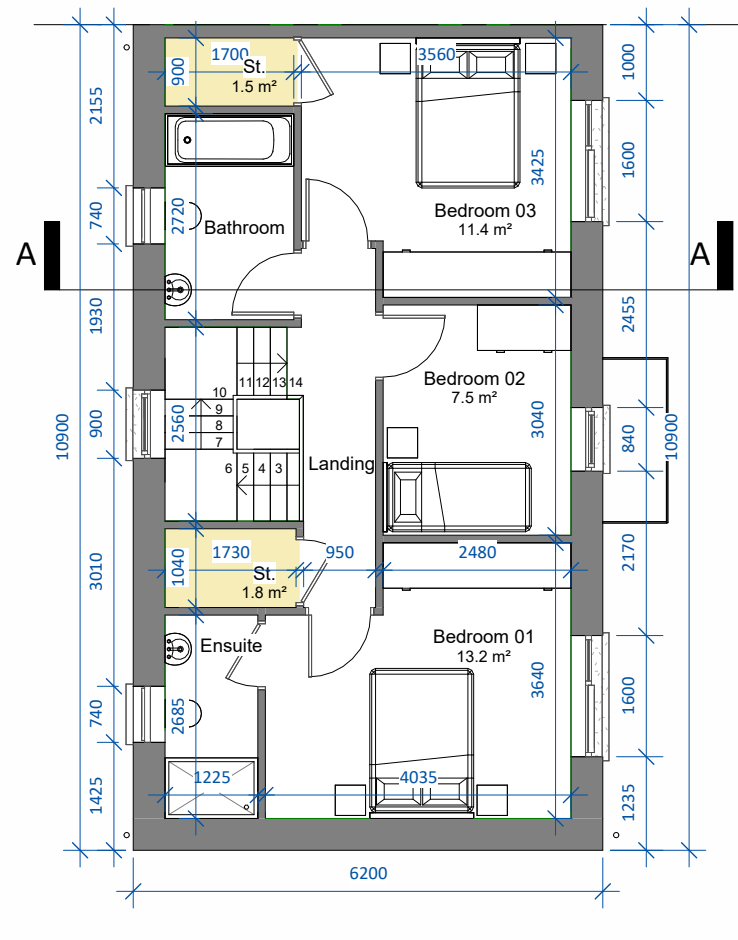 1700
3560
St.
1.5 m²
900
1000
2155
3425
1600
740
2720
Bathroom
Bedroom 03
11.4 m²
A
A
1930
2455
11 12 13 14
10
9
8
7
6 5 4 3
Bedroom 02
7.5 m²
10900
900
2560
3040
840
10900
Landing
1730
950
2480
1040
St.
1.8 m²
3010
2170
Ensuite
Bedroom 01
13.2 m²
3640
740
2685
1600
1225
4035
1425
1235
6200